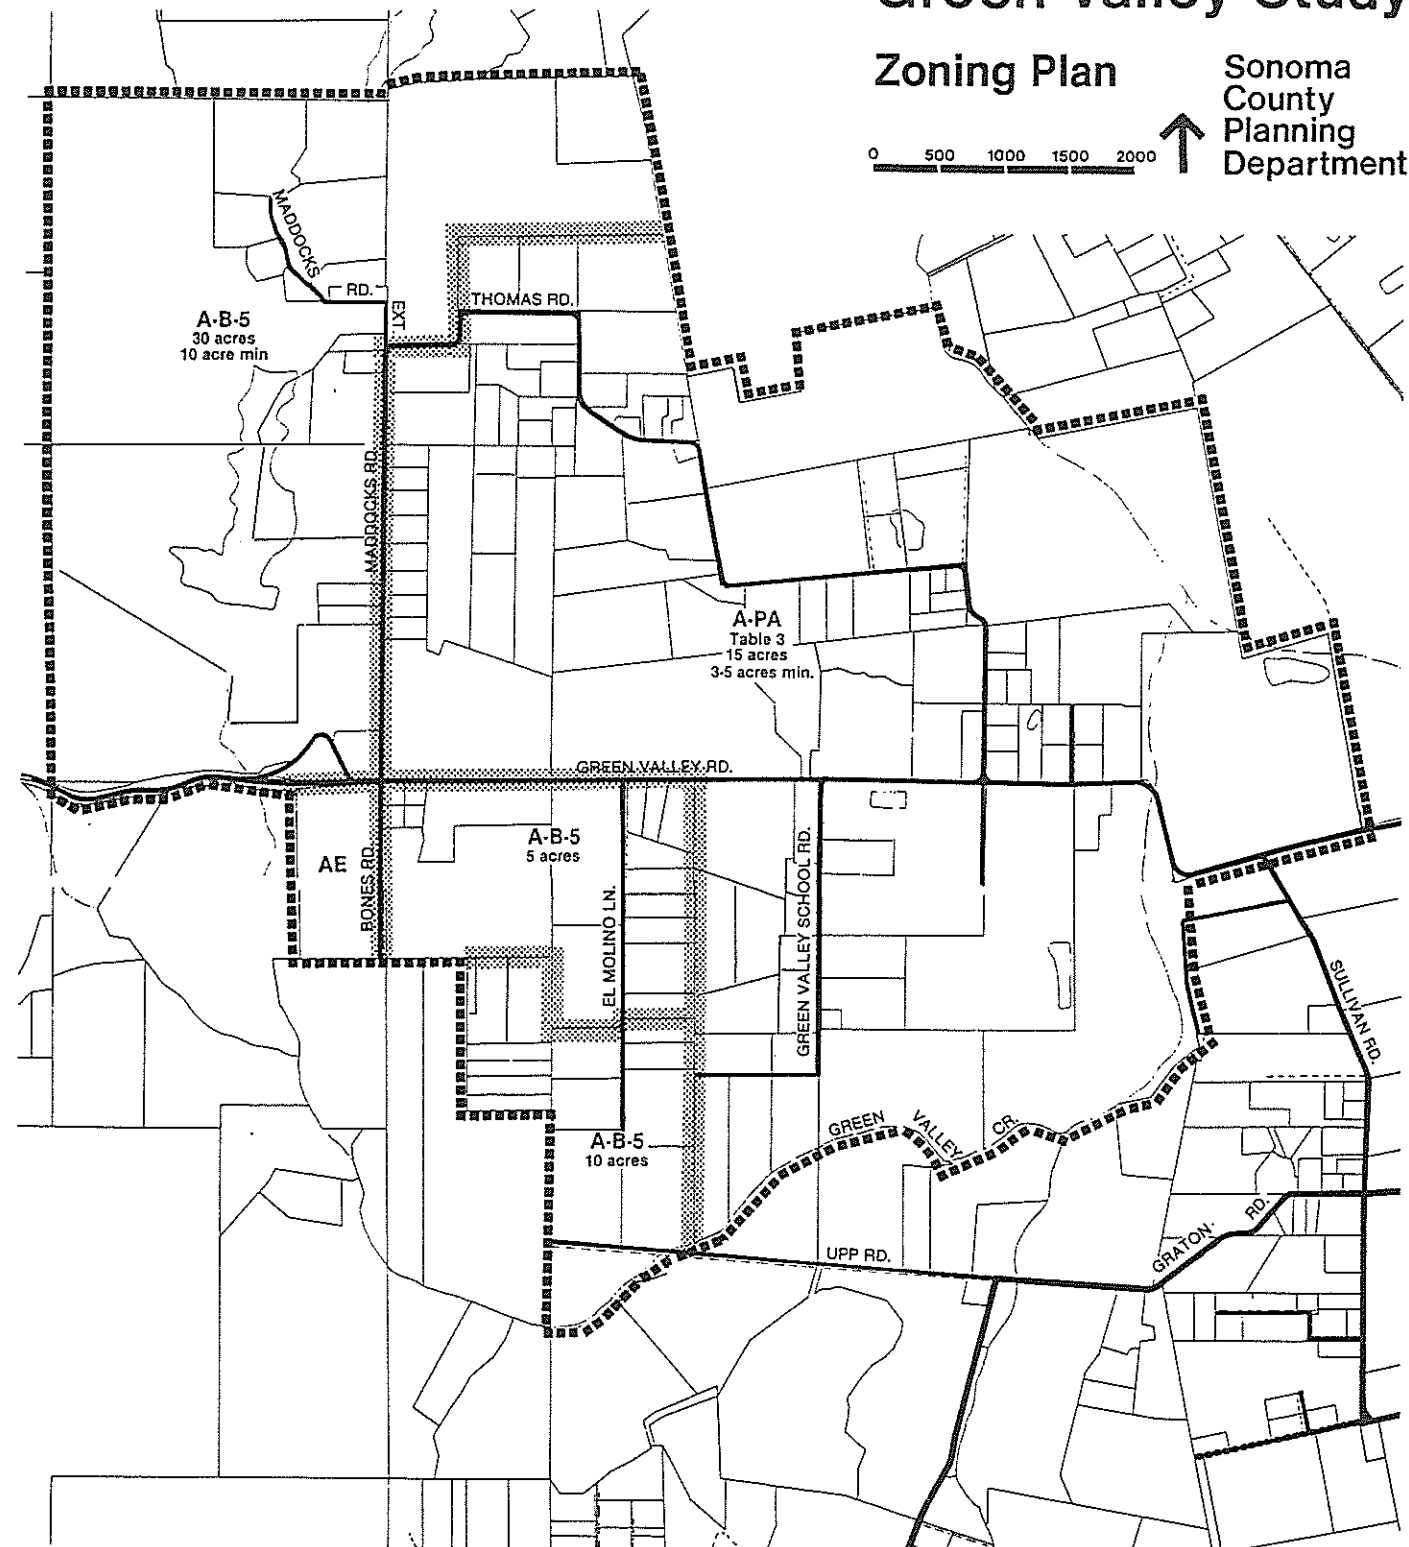 Green Valley Study
Zoning Plan
Sonoma
County
Planning
Department
0 500 1000 1500 2000
MADDOCKS
RD.
EXT
THOMAS RD.
A-B-5
30 acres
10 acre min
MADDOCKS RD.
A-PA
Table 3
15 acres
3-5 acres min.
GREEN VALLEY RD.
A-B-5
5 acres
AE
BONES RD.
EL MOLINO LN.
GREEN VALLEY SCHOOL RD.
SULLIVAN RD.
GREEN VALLEY CR.
A-B-5
10 acres
UPP RD.
GRATON RD.